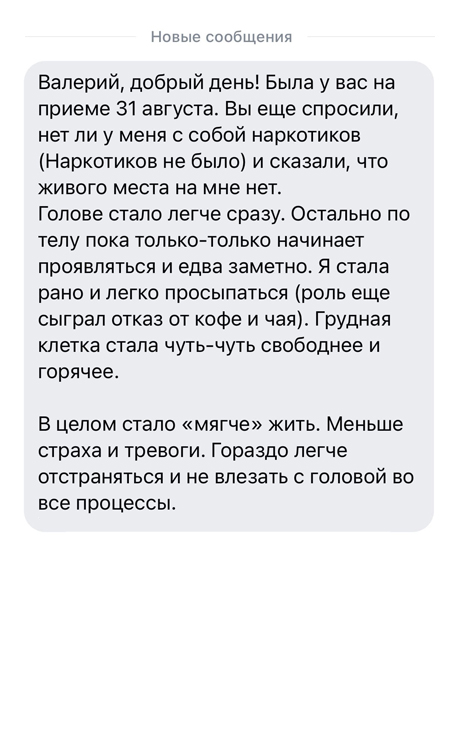 Новые сообщения
Валерий, добрый день! Была у вас на
приеме 31 августа. Вы еще спросили,
нет ли у меня с собой наркотиков
(Наркотиков не было) и сказали, что
живого места на мне нет.
Голове стало легче сразу. Остально по
телу пока только-только начинает
проявляться и едва заметно. Я стала
рано и легко просыпаться (роль еще
сыграл отказ от кофе и чая). Грудная
клетка стала чуть-чуть свободнее и
горячее.
В целом стало «мягче» жить. Меньше
страха и тревоги. Гораздо легче
отстраняться и не влезать с головой во
все процессы.